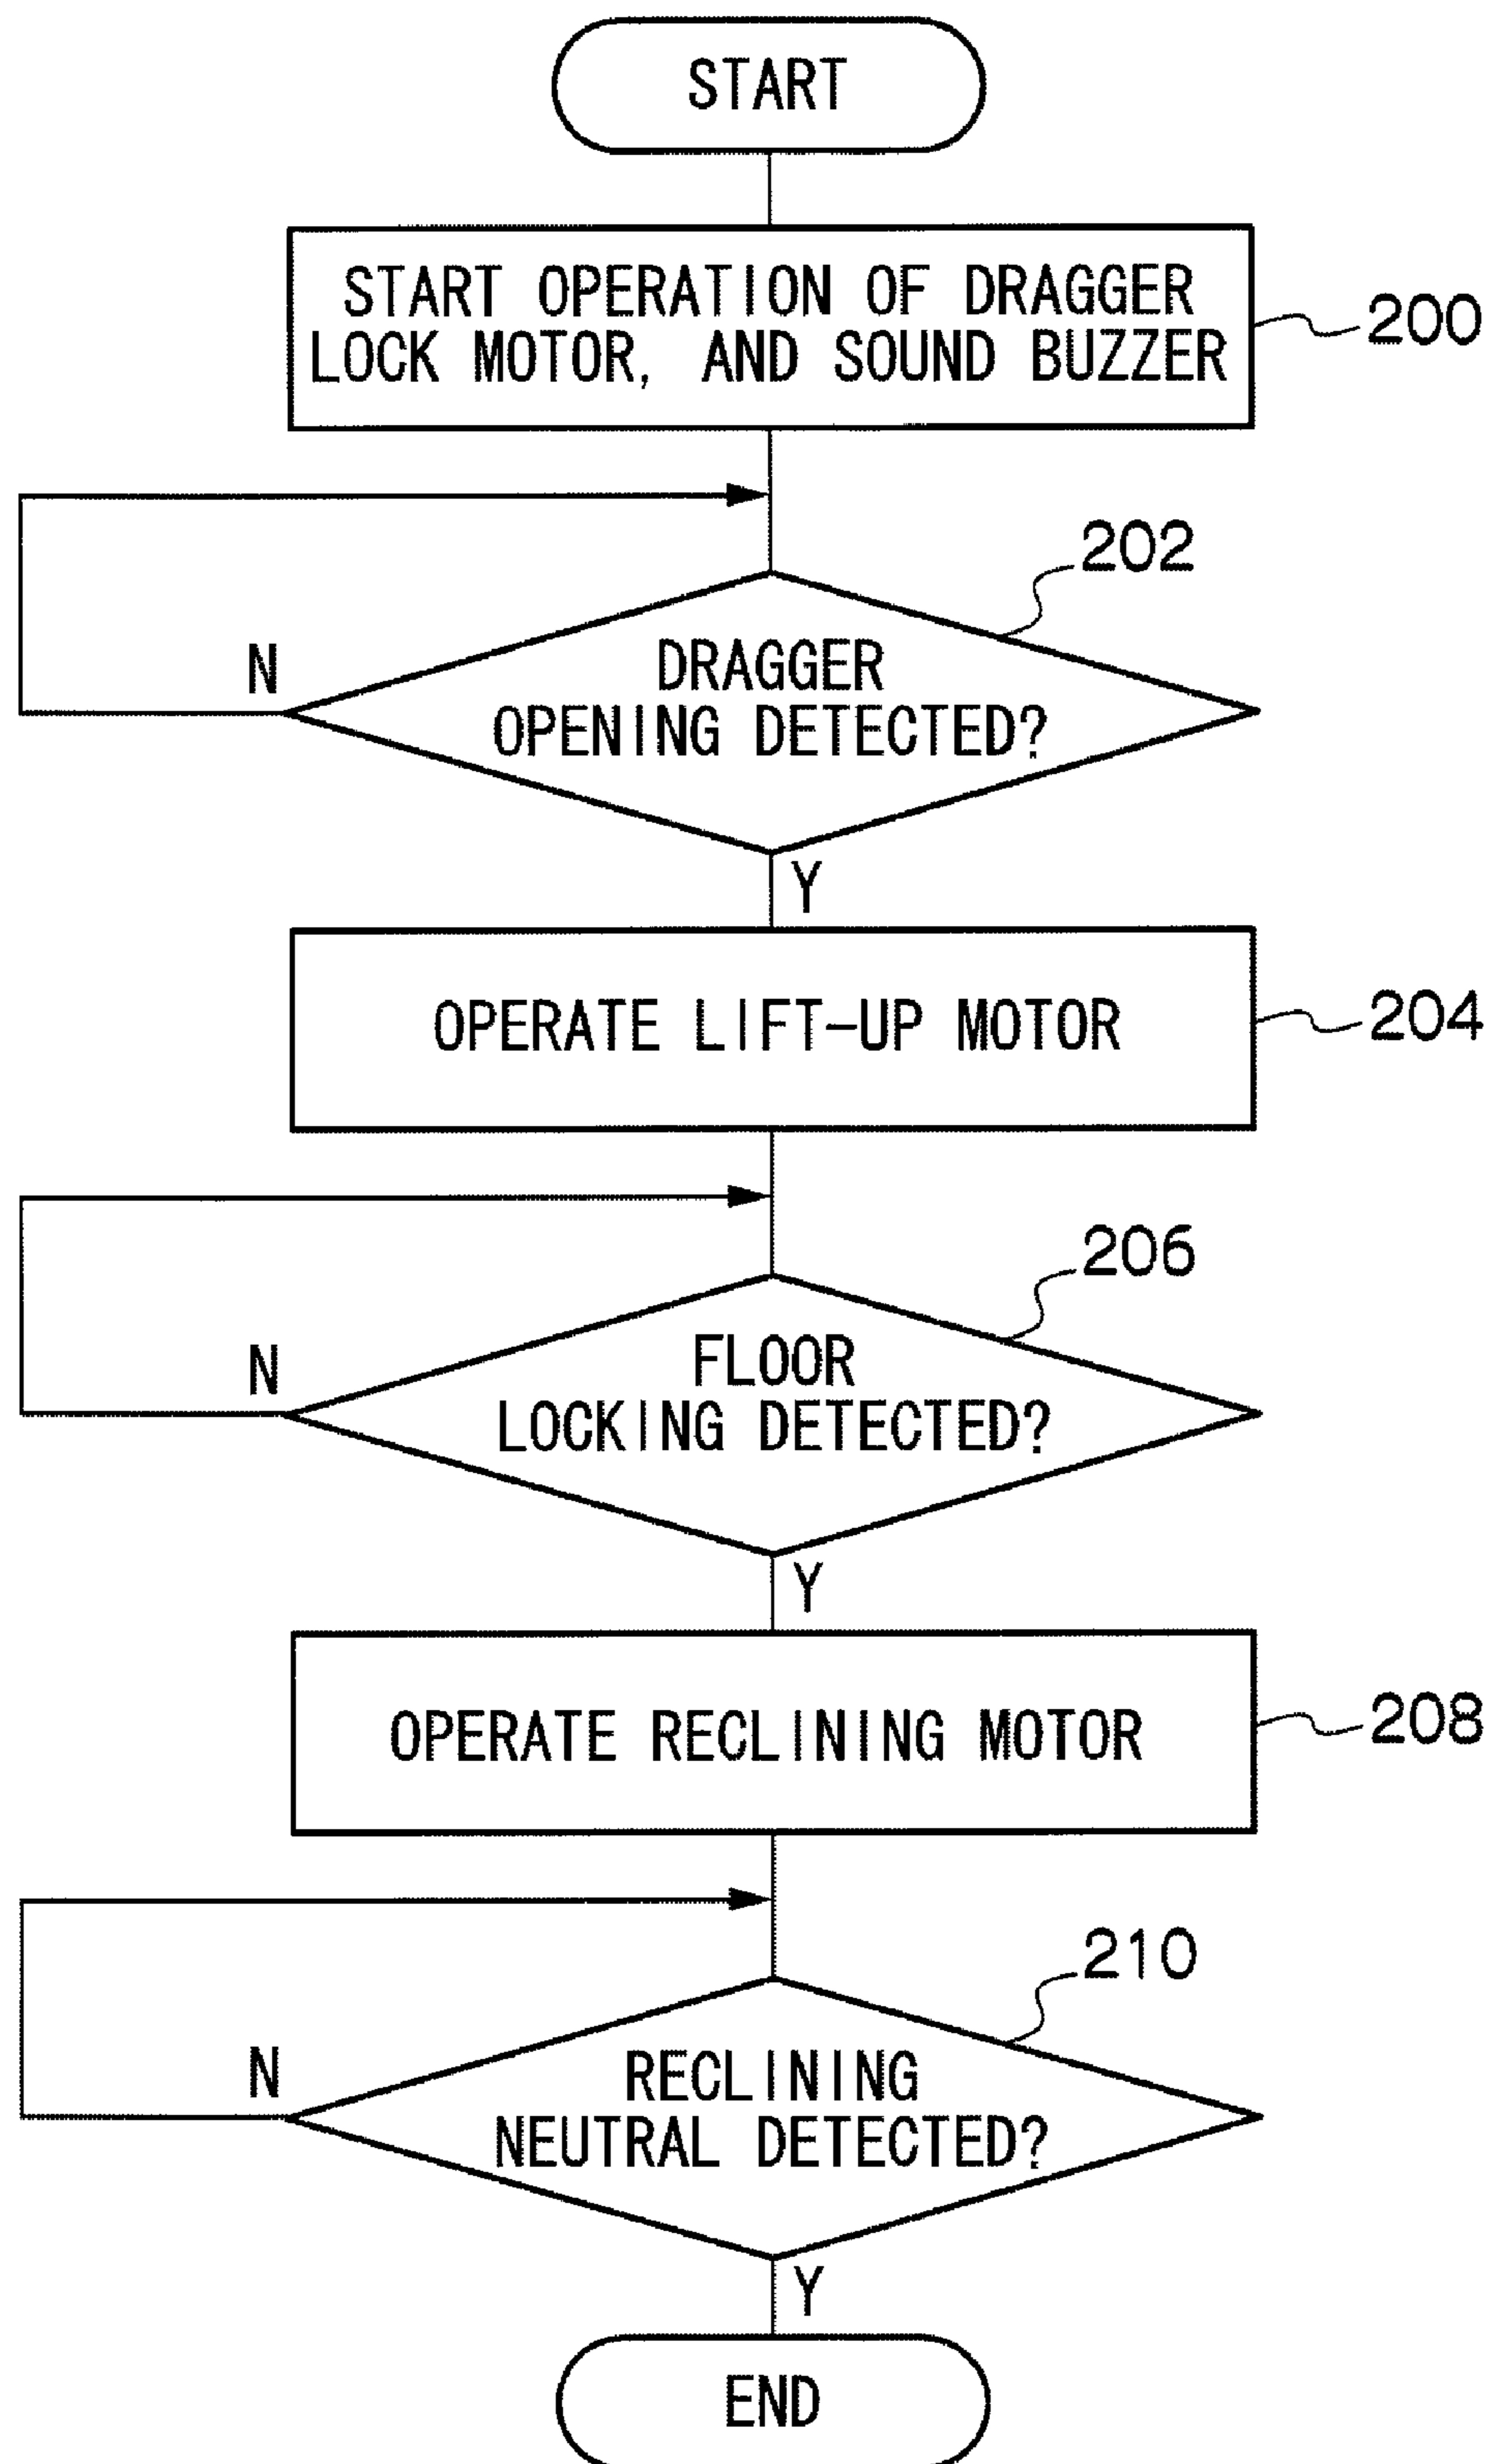 START
START OPERATION OF DRAGGER
LOCK MOTOR, AND SOUND BUZZER
200
202
DRAGGER
OPENING DETECTED?
N
Y
OPERATE LIFT-UP MOTOR
204
206
FLOOR
LOCKING DETECTED?
N
Y
OPERATE RECLINING MOTOR
208
210
RECLINING
NEUTRAL DETECTED?
N
Y
END